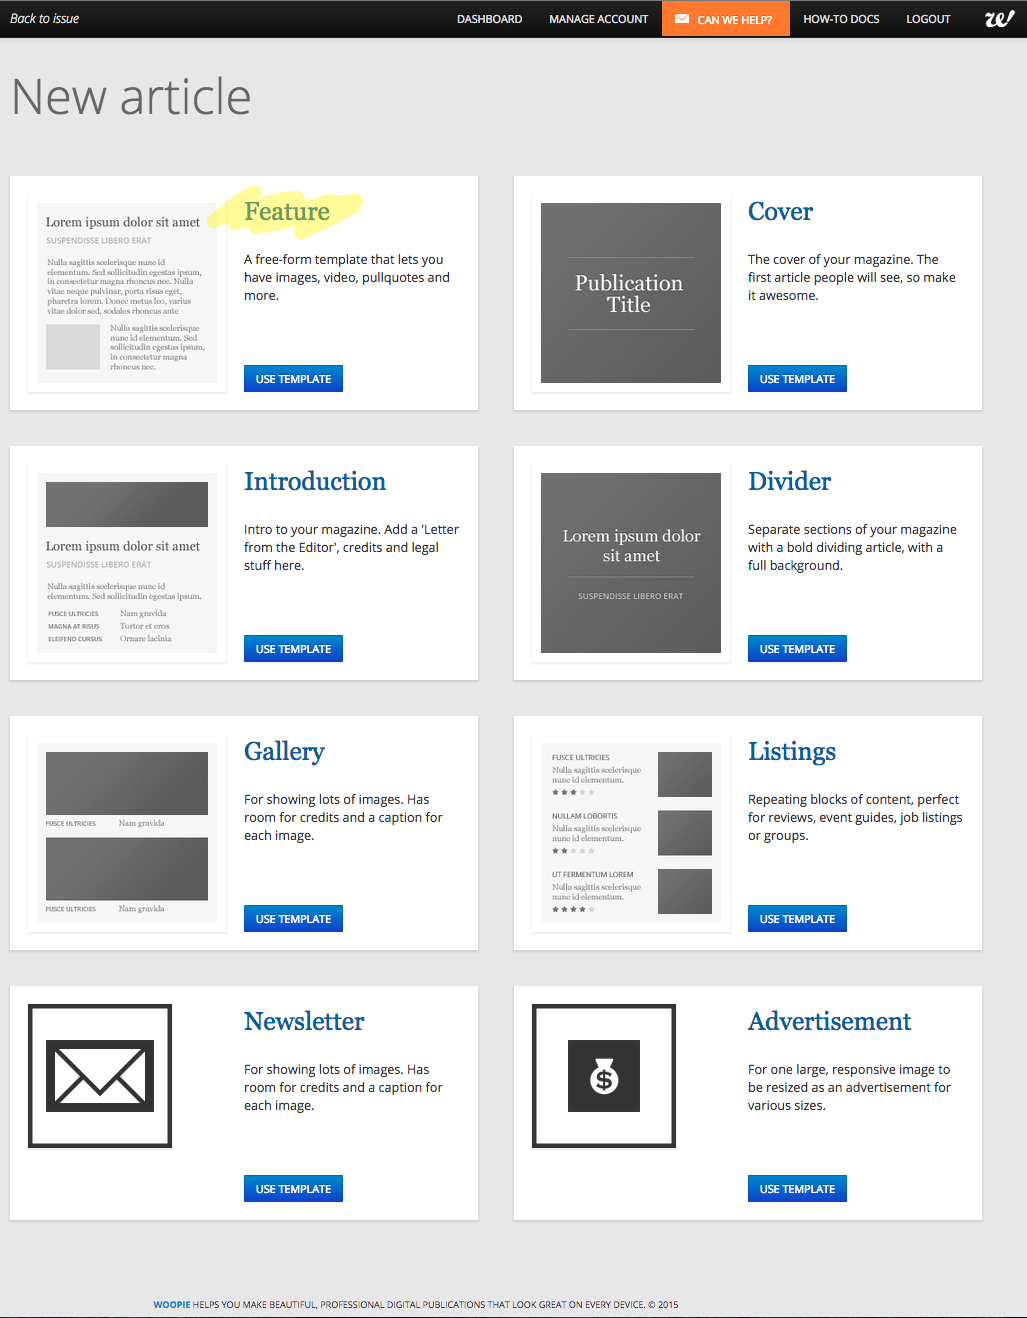 Back to issue
DASHBOARD
MANAGE ACCOUNT
CAN WE HELP?
HOW-TO DOCS
LOGOUT
we!
New article
Lorem ipsum dolor sit amet
SUSPENDISSE LIBERO ERAT
Nulla sagittis scelerisque nunc id
elementum. Sed sollicitudin egestas ipsum,
in consectetur magna rhoncus nec. Nulla
vitae neque pulvinar, porta risus eget,
pharetra lorem. Donec metus leo, varius
vitae dolor sed, sodales rhoncus ante
Nulla sagittis scelerisque
nunc id elementum. Sed
sollicitudin egestas ipsum,
in consectetur magna
rhoncus nec.
Feature
A free-form template that lets you
have images, video, pullquotes and
more.
USE TEMPLATE
Publication
Title
Cover
The cover of your magazine. The
first article people will see, so make
it awesome.
USE TEMPLATE
Lorem ipsum dolor sit amet
SUSPENDISSE LIBERO ERAT
Nulla sagittis scelerisque nunc id
elementum. Sed sollicitudin egestas ipsum.
FUSCE ULTRICIES Nam gravida
MAGNA AT RISUS Tortor et eros
ELEIFEND CURSUS Ornare lacinia
Introduction
Intro to your magazine. Add a 'Letter
from the Editor', credits and legal
stuff here.
USE TEMPLATE
Lorem ipsum dolor
sit amet
SUSPENDISSE LIBERO ERAT
Divider
Separate sections of your magazine
with a bold dividing article, with a
full background.
USE TEMPLATE
FUSCE ULTRICIES Nam gravida
FUSCE ULTRICIES Nam gravida
Gallery
For showing lots of images. Has
room for credits and a caption for
each image.
USE TEMPLATE
FUSCE ULTRICIES
Nulla sagittis scelerisque
nunc id elementum.
NULLAM LOBORTIS
Nulla sagittis scelerisque
nunc id elementum.
UT FERMENTUM LOREM
Nulla sagittis scelerisque
nunc id elementum.
Listings
Repeating blocks of content, perfect
for reviews, event guides, job listings
or groups.
USE TEMPLATE
Newsletter
For showing lots of images. Has
room for credits and a caption for
each image.
USE TEMPLATE
$
Advertisement
For one large, responsive image to
be resized as an advertisement for
various sizes.
USE TEMPLATE
WOOPIE HELPS YOU MAKE BEAUTIFUL, PROFESSIONAL DIGITAL PUBLICATIONS THAT LOOK GREAT ON EVERY DEVICE. © 2015